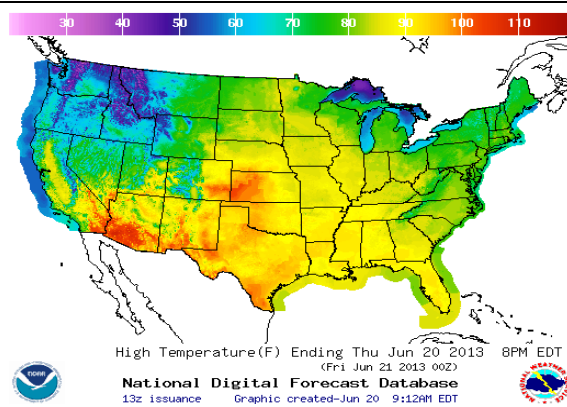 30 40 50 60 70 80 90 100 110
High Temperature(F) Ending Thu Jun 20 2013 8PM EDT
(Fri Jun 21 2013 00Z)
National Digital Forecast Database
13z issuance Graphic created-Jun 20 9:12AM EDT
noaa